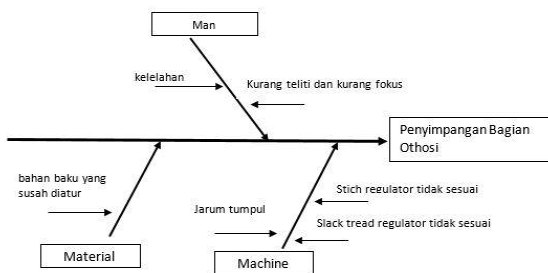 Man
kelelahan
Kurang teliti dan kurang fokus
Penyimpangan Bagian
Othosi
bahan baku yang
susah diatur
Stich regulator tidak sesuai
Jarum tumpul
Slack tread regulator tidak sesuai
Material
Machine